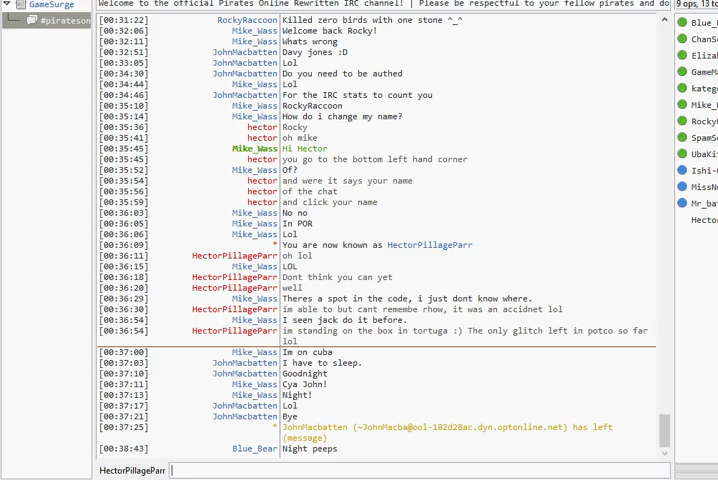 GameSurge
#pirateson
Welcome to the official Pirates Online Rewritten IRC channel! | Please be respectful to your fellow pirates and do
9 ops, 13 to
[00:31:22] RockyRaccoon Killed zero birds with one stone ^_^
[00:32:06] Mike_Wass Welcome back Rocky!
[00:32:11] Mike_Wass Whats wrong
[00:32:51] JohnMacbatten Davy jones :D
[00:33:05] JohnMacbatten Lol
[00:34:30] JohnMacbatten Do you need to be authed
[00:34:44] Mike_Wass Lol
[00:34:46] JohnMacbatten For the IRC stats to count you
[00:35:10] Mike_Wass RockyRaccoon
[00:35:14] Mike_Wass How do i change my name?
[00:35:36] hector Rocky
[00:35:41] hector oh mike
[00:35:45] Mike_Wass Hi Hector
[00:35:45] hector you go to the bottom left hand corner
[00:35:52] Mike_Wass Of?
[00:35:54] hector and were it says your name
[00:35:56] hector of the chat
[00:35:59] hector and click your name
[00:36:03] Mike_Wass No no
[00:36:05] Mike_Wass In POR
[00:36:06] Mike_Wass Lol
[00:36:09] * You are now known as HectorPillageParr
[00:36:11] HectorPillageParr oh lol
[00:36:15] Mike_Wass LOL
[00:36:18] HectorPillageParr Dont think you can yet
[00:36:21] HectorPillageParr well
[00:36:29] Mike_Wass Theres a spot in the code, i just dont know where.
[00:36:30] HectorPillageParr im able to but cant remembe rhow, it was an accidnet lol
[00:36:54] Mike_Wass I seen jack do it before.
[00:36:54] HectorPillageParr im standing on the box in tortuga :) The only glitch left in potco so far
lol
[00:37:00] Mike_Wass Im on cuba
[00:37:03] JohnMacbatten I have to sleep.
[00:37:10] JohnMacbatten Goodnight
[00:37:11] Mike_Wass Cya John!
[00:37:13] Mike_Wass Night!
[00:37:17] JohnMacbatten Lol
[00:37:21] JohnMacbatten Bye
[00:37:25] * JohnMacbatten (~JohnMacba@ool-182d28ac.dyn.optonline.net) has left
(message)
[00:38:43] Blue_Bear Night peeps
HectorPillageParr
Blue_
ChanS
Eliza
GameM
kateg
Mike_
Rocky
SpamS
UbaKi
Ishi-
MissN
Mr_ba
Hecto